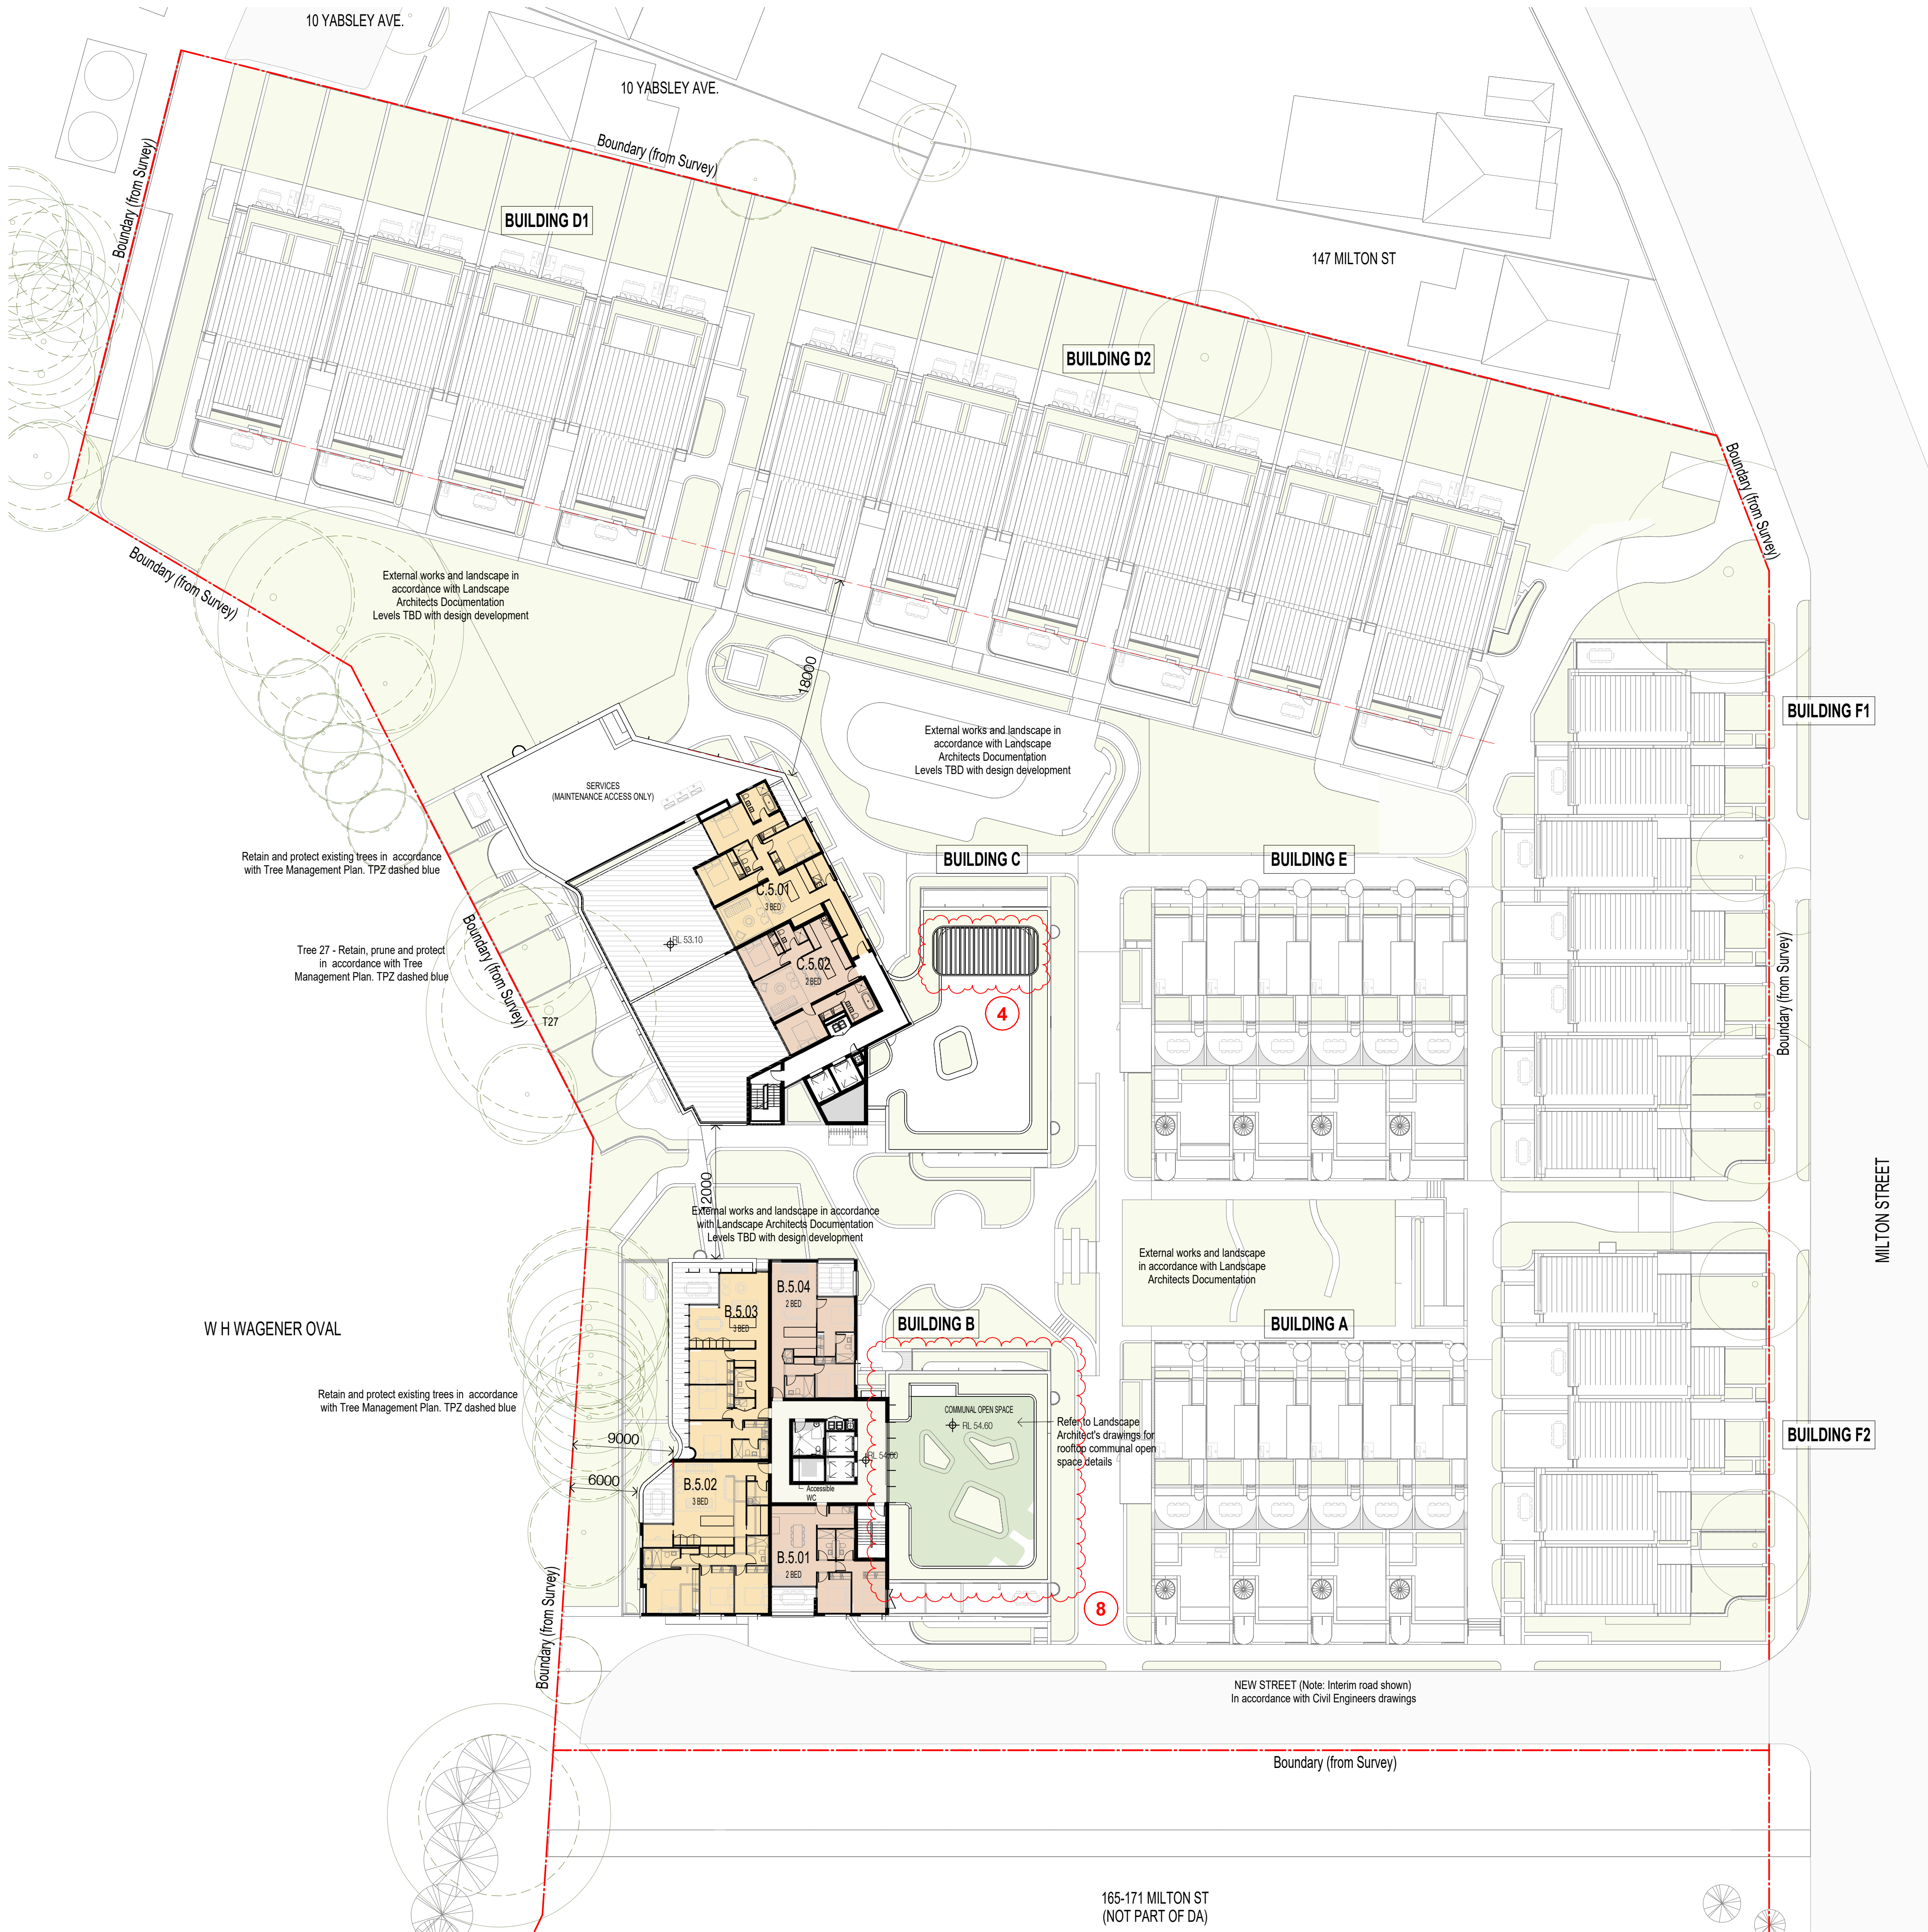 10 YABSLEY AVE.
10 YABSLEY AVE.
Boundary (from Survey)
Boundary (from Survey)
BUILDING D1
147 MILTON ST
BUILDING D2
Boundary (from Survey)
Boundary (from Survey)
External works and landscape in
accordance with Landscape
Architects Documentation
Levels TBD with design development
18000
BUILDING F1
External works and landscape in
accordance with Landscape
Architects Documentation
Levels TBD with design development
SERVICES
(MAINTENANCE ACCESS ONLY)
Retain and protect existing trees in accordance
with Tree Management Plan. TPZ dashed blue
BUILDING C
BUILDING E
C.5.01
3 BED
RL 53.10
Tree 27 - Retain, prune and protect
in accordance with Tree
Management Plan. TPZ dashed blue
Boundary (from Survey)
C.5.02
2 BED
Boundary (from Survey)
4
T27
MILTON STREET
12000
External works and landscape in accordance
with Landscape Architects Documentation
Levels TBD with design development
External works and landscape
in accordance with Landscape
Architects Documentation
B.5.04
2 BED
B.5.03
3 BED
W H WAGENER OVAL
BUILDING B
BUILDING A
Retain and protect existing trees in accordance
with Tree Management Plan. TPZ dashed blue
COMMUNAL OPEN SPACE
RL 54.60
Refer to Landscape
Architect's drawings for
rooftop communal open
space details
BUILDING F2
9000
RL 54.60
6000
B.5.02
3 BED
Accessible
WC
B.5.01
2 BED
8
Boundary (from Survey)
NEW STREET (Note: Interim road shown)
In accordance with Civil Engineers drawings
Boundary (from Survey)
165-171 MILTON ST
(NOT PART OF DA)